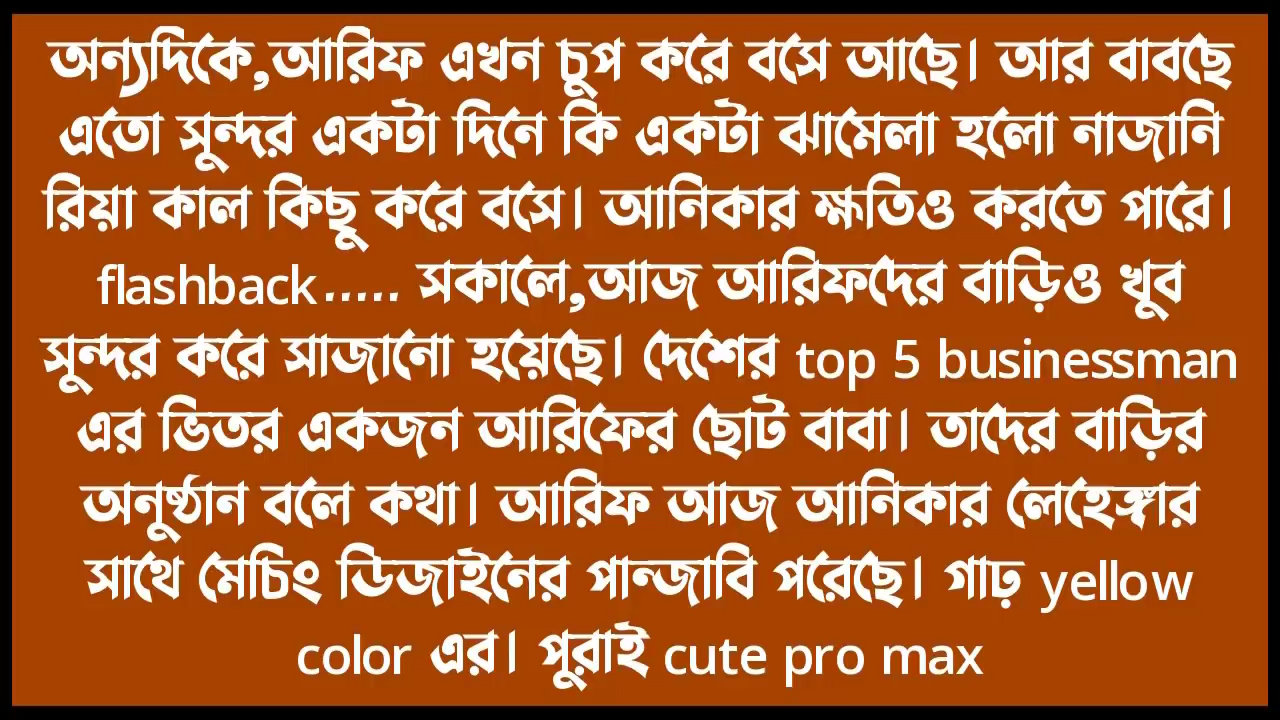 অন্যদিকে,আরিফ এখন চুপ করে বসে আছে। আর বাবছে
এতো সুন্দর একটা দিনে কি একটা ঝামেলা হলো নাজানি
রিয়া কাল কিছু করে বসে। আনিকার ক্ষতিও করতে পারে।
flashback..... সকালে,আজ আরিফদের বাড়িও খুব
সুন্দর করে সাজানো হয়েছে। দেশের top 5 businessman
এর ভিতর একজন আরিফের ছোট বাবা। তাদের বাড়ির
অনুষ্ঠান বলে কথা। আরিফ আজ আনিকার লেহেঙ্গার
সাথে মেচিং ডিজাইনের পান্জাবি পরেছে। গাঢ় yellow
color এর। পুরাই cute pro max